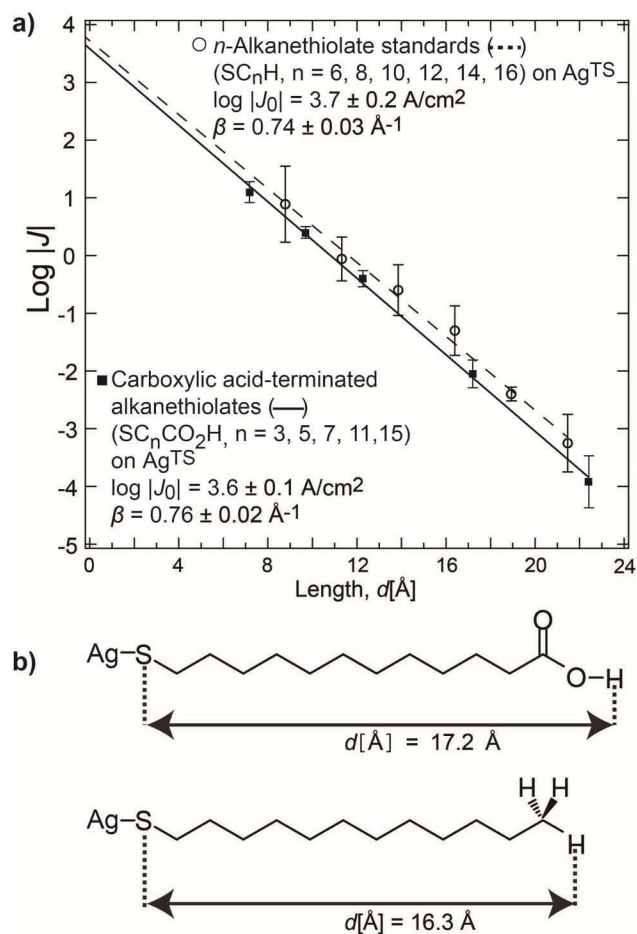 a)
4
3
2
1
0
-1
-2
-3
-4
-5
Log |J|
n-Alkanethiolate standards ( )
(SCnH, n = 6, 8, 10, 12, 14, 16) on AgTS
log |J0| = 3.7 ± 0.2 A/cm2
β = 0.74 ± 0.03 Å-1
Carboxylic acid-terminated
alkanethiolates (—)
(SCnCO2H, n = 3, 5, 7, 11,15)
on AgTS
log |J0| = 3.6 ± 0.1 A/cm2
β = 0.76 ± 0.02 Å-1
0 4 8 12 16 20 24
Length, d[Å]
b)
O
Ag S
O H
d[Å] = 17.2 Å
H H
Ag S
H
d[Å] = 16.3 Å